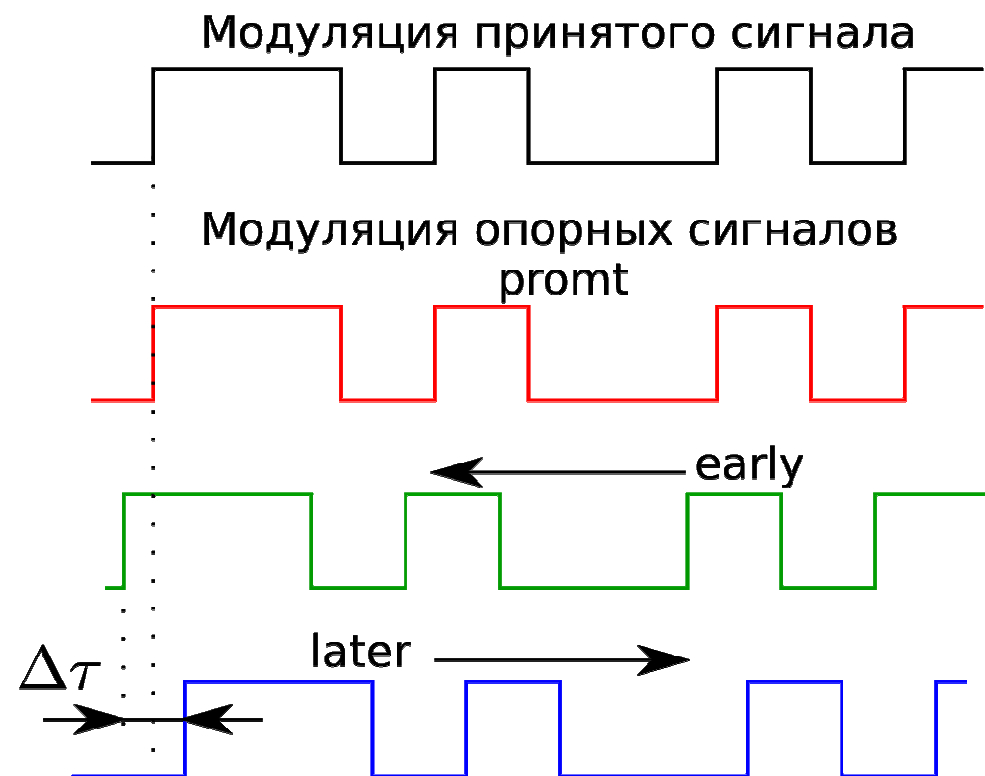 Модуляция принятого сигнала
Модуляция опорных сигналов
promt
early
later
Δτ